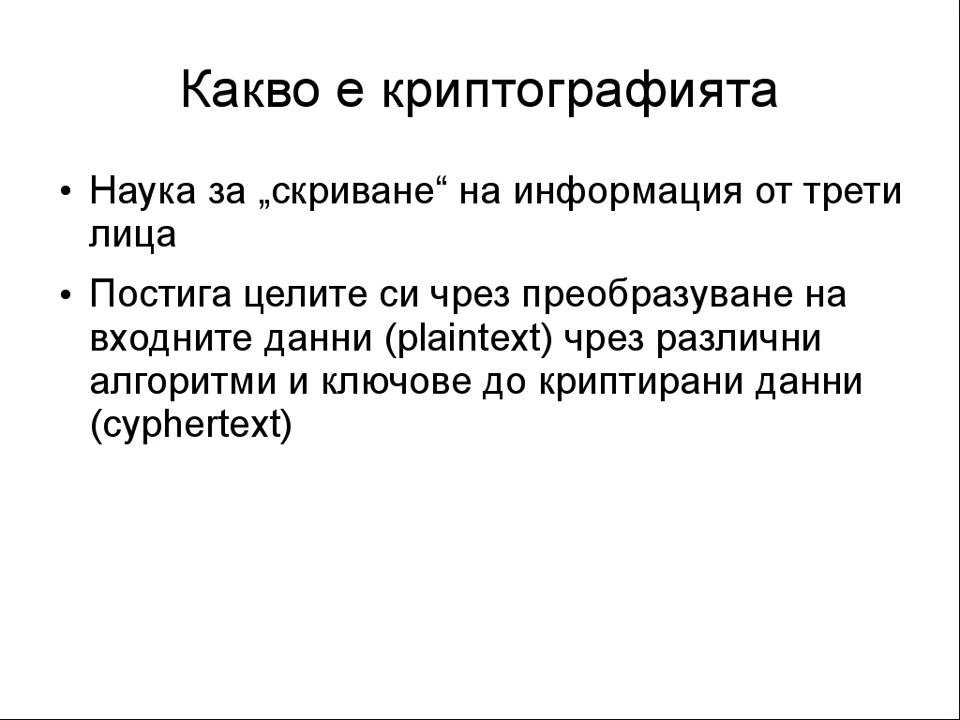 Какво е криптографията
• Наука за „скриване“ на информация от трети
лица
• Постига целите си чрез преобразуване на
входните данни (plaintext) чрез различни
алгоритми и ключове до криптирани данни
(cyphertext)